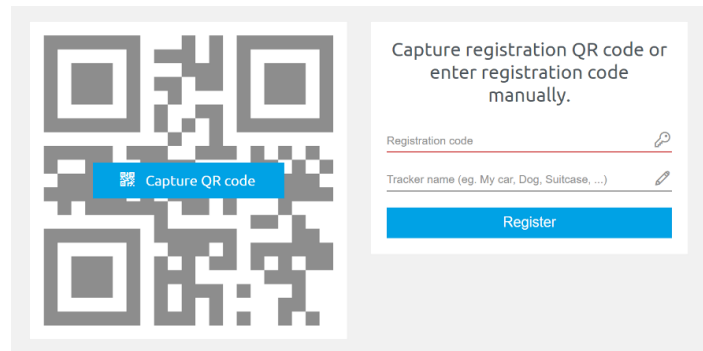 Capture QR code
Capture registration QR code or
enter registration code
manually.
Registration code
Tracker name (eg. My car, Dog, Suitcase, ...)
Register